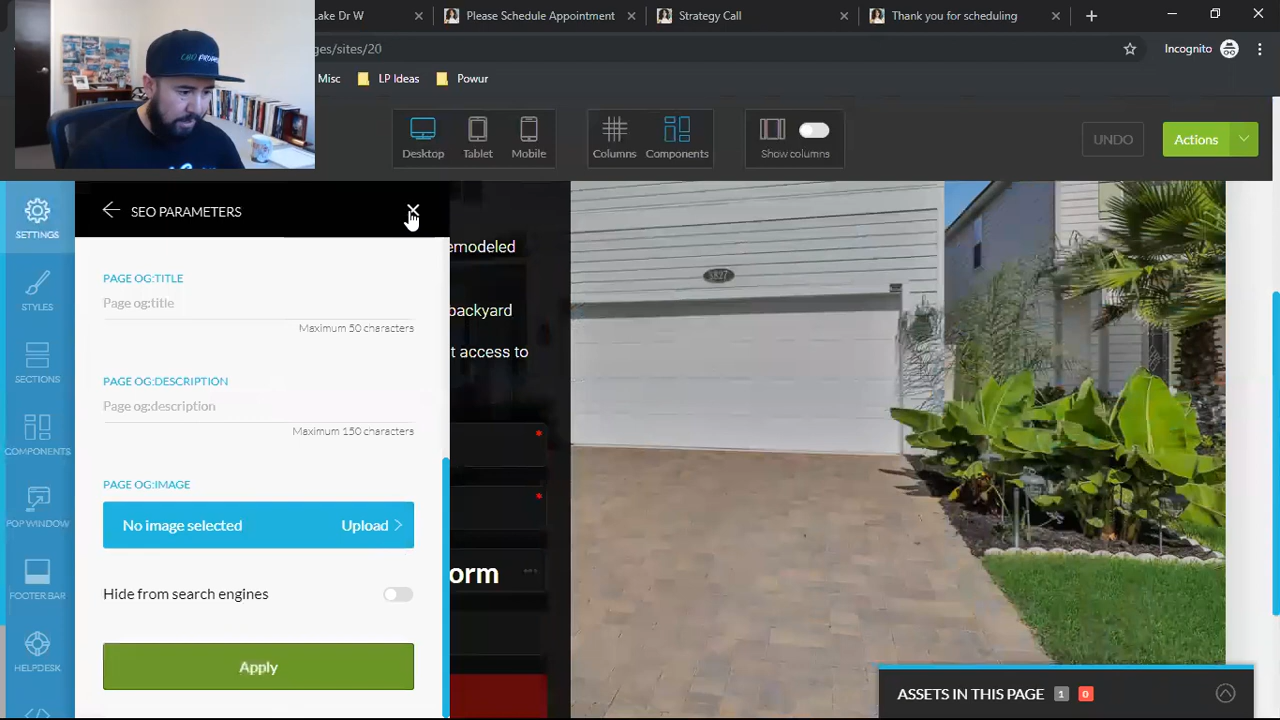 ake Dr W
Please Schedule Appointment
Strategy Call
Thank you for scheduling
ges/sites/20
Incognito
Misc
LP Ideas
Powur
Desktop
Tablet
Mobile
Columns
Components
Show columns
UNDO
Actions
SETTINGS
STYLES
SECTIONS
COMPONENTS
POP WINDOW
FOOTER BAR
HELPDESK
SEO PARAMETERS
PAGE OG:TITLE
Page og:title
Maximum 50 characters
PAGE OG:DESCRIPTION
Page og:description
Maximum 150 characters
PAGE OG:IMAGE
No image selected
Upload
Hide from search engines
Apply
emodeled
backyard
t access to
orm
ASSETS IN THIS PAGE 1 0